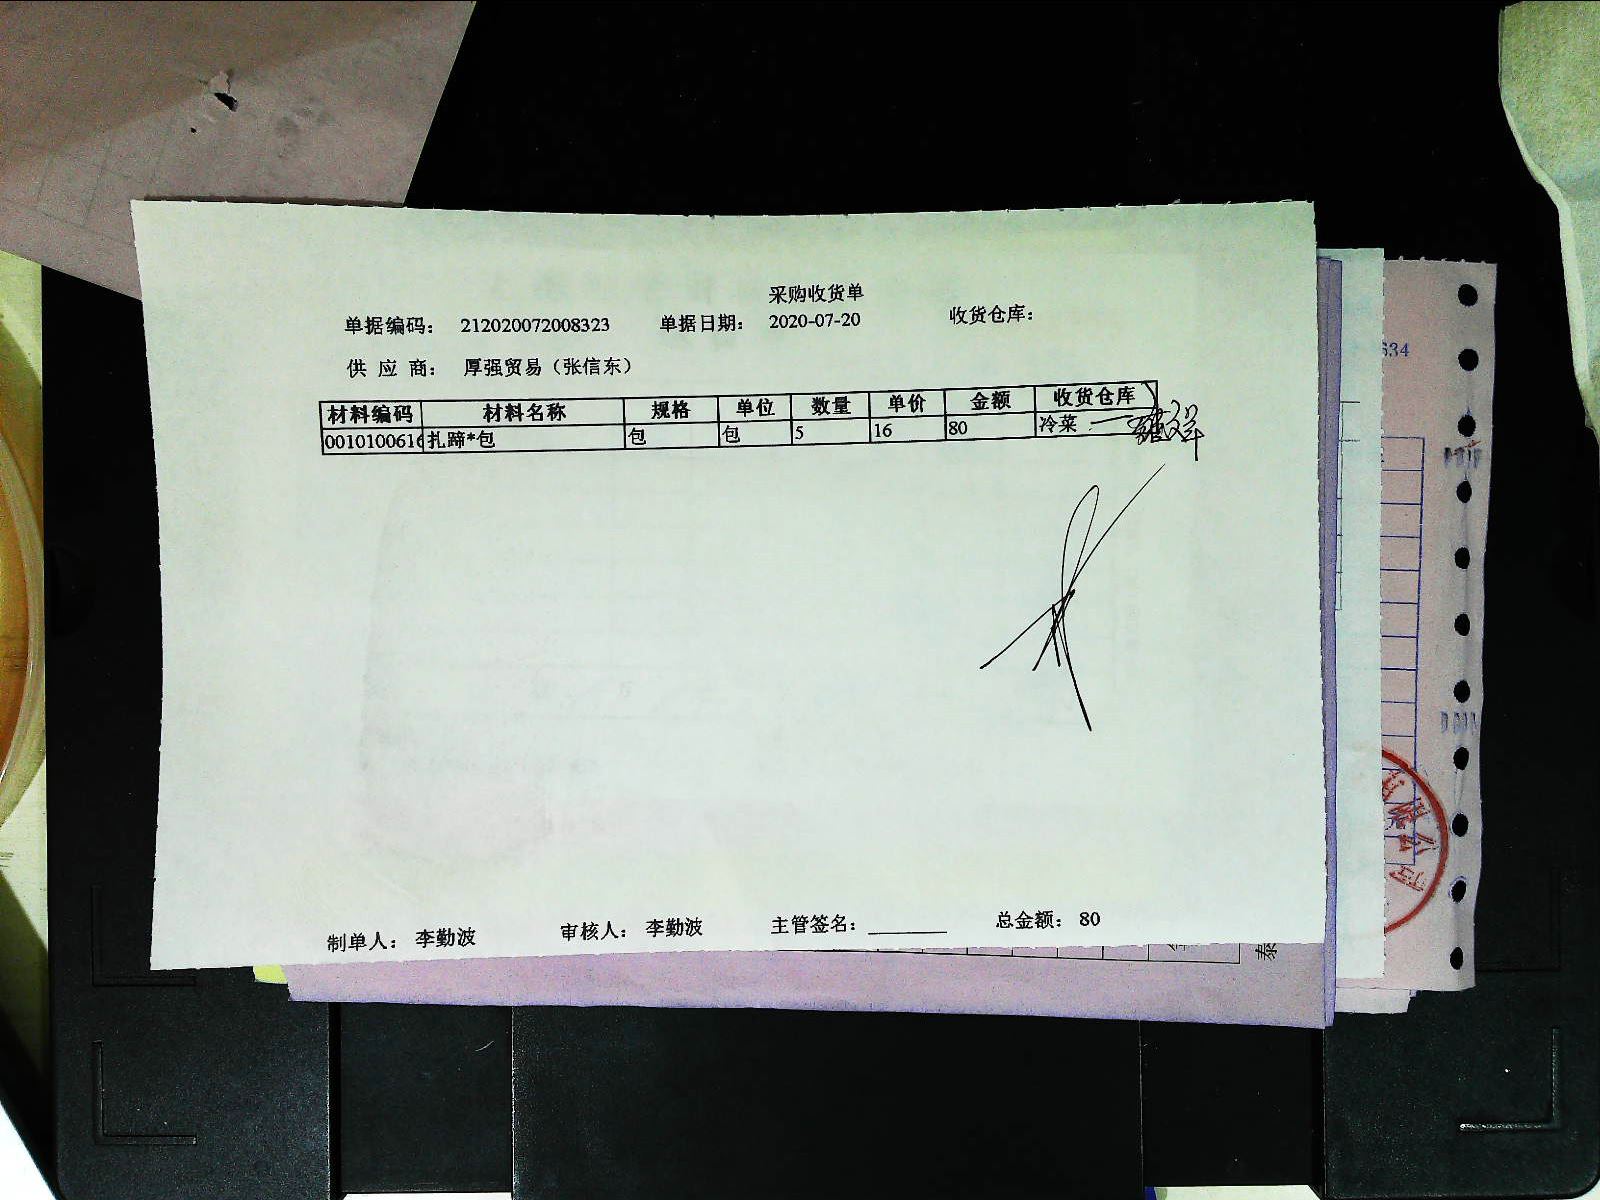 采购收货单
单据编码： 212020072008323 单据日期： 2020-07-20 收货仓库：
供 应 商： 厚强贸易（张信东）
材料编码 材料名称 规格 单位 数量 单价 金额 收货仓库
0010100616 扎蹄*包 包 包 5 16 80 冷菜
制单人： 李勤波 审核人： 李勤波 主管签名： 总金额： 80
634
泰